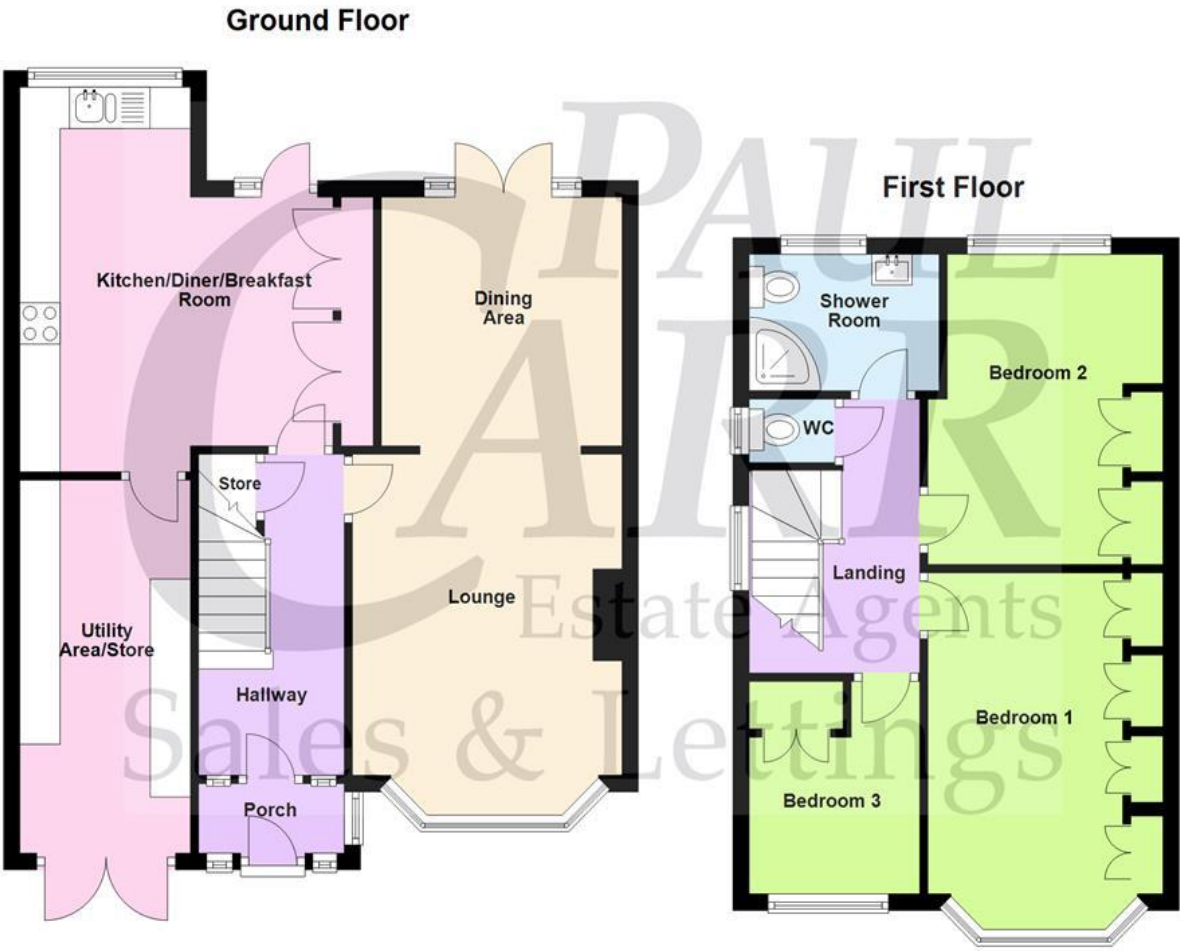 Ground Floor
Kitchen/Diner/Breakfast
Room
Dining
Area
Store
Lounge
Utility
Area/Store
Hallway
Porch
First Floor
Shower
Room
Bedroom 2
WC
Landing
Bedroom 1
Bedroom 3
PAUL
CARR
Estate Agents
Sales & Lettings